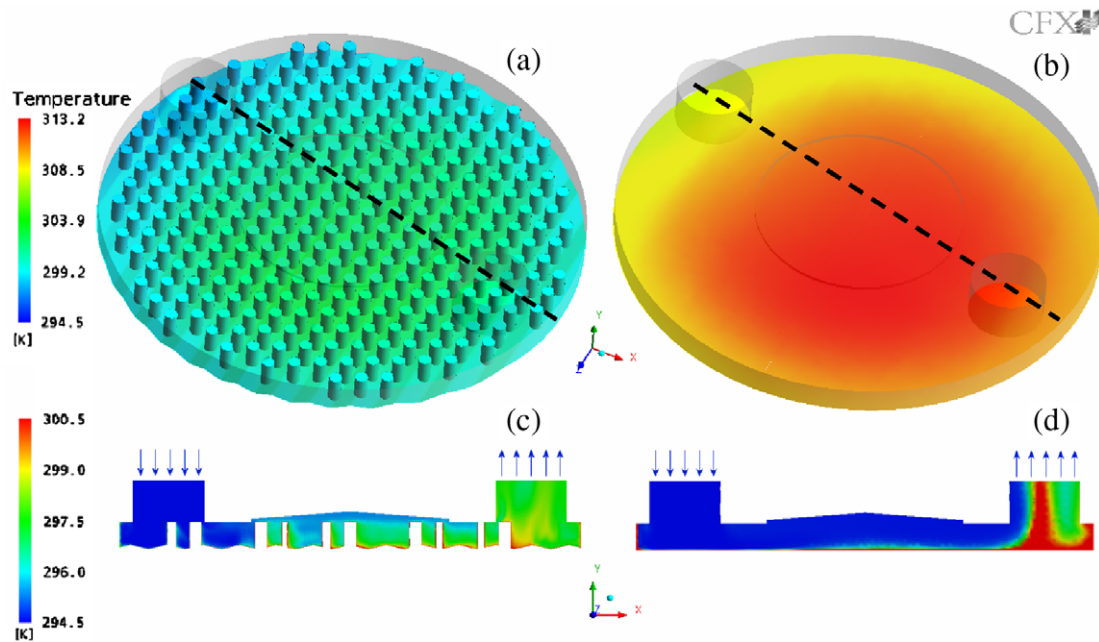 CFX
(a)
(b)
Temperature
313.2
308.5
303.9
299.2
294.5
[K]
Y
X
Z
300.5
299.0
297.5
296.0
294.5
[K]
(c)
(d)
Y
Z
X